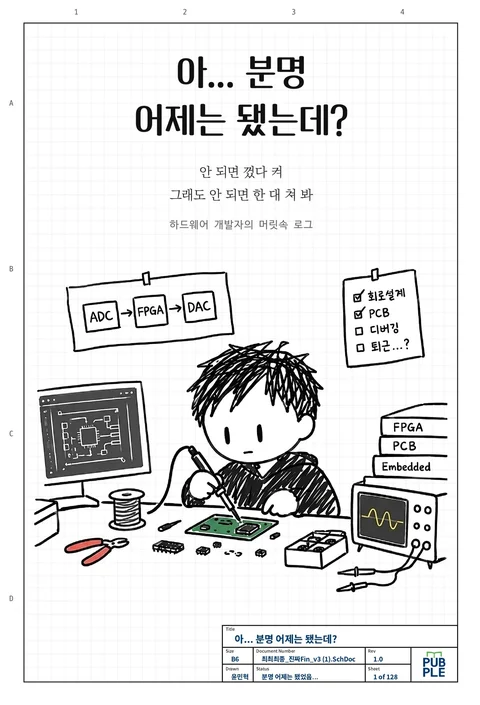 1 2 3 4
A
아... 분명
어제는 됐는데?
안 되면 껐다 켜
그래도 안 되면 한 대 쳐 봐
하드웨어 개발자의 머릿속 로그
B
ADC → FPGA → DAC
☑ 회로설계
☑ PCB
☐ 디버깅
☐ 퇴근...?
C
FPGA
PCB
Embedded
D
Title
아... 분명 어제는 됐는데?
Size Document Number Rev
B6 최최최종_진짜Fin_v3 (1).SchDoc 1.0
Drawn Status Sheet
윤민혁 분명 어제는 됐었음... 1 of 128
PUB
PLE